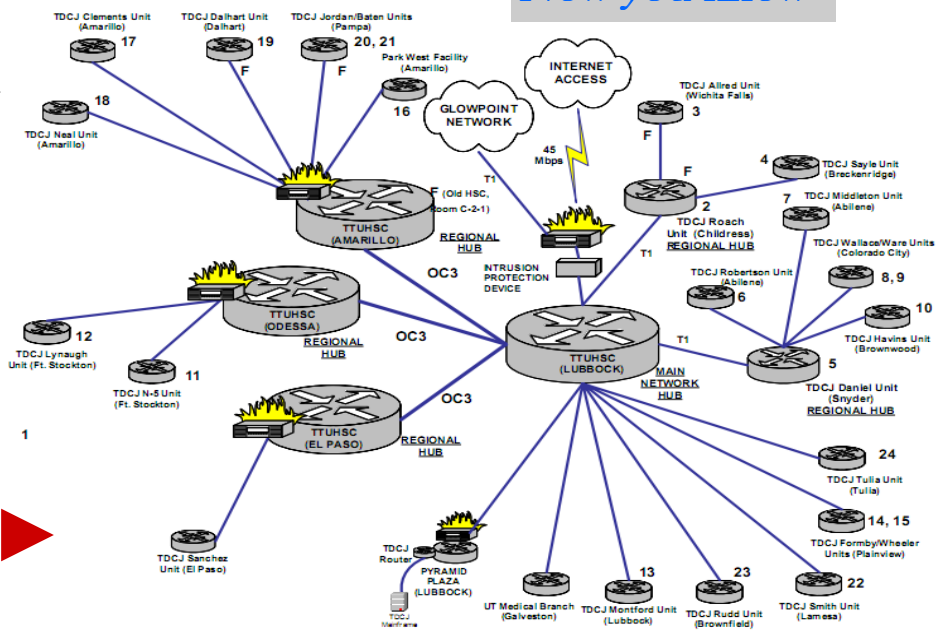 TDCJ Clements Unit
(Amarillo)
17
TDCJ Dalhart Unit
(Dalhart)
19
F
TDCJ Jordan/Baten Units
(Pampa)
20, 21
F
Park West Facility
(Amarillo)
16
18
TDCJ Neal Unit
(Amarillo)
GLOWPOINT
NETWORK
INTERNET
ACCESS
45
Mbps
T1
TDCJ Allred Unit
(Wichita Falls)
3
F
F
4
TDCJ Sayle Unit
(Breckenridge)
2
TDCJ Roach
Unit (Childress)
REGIONAL HUB
T1
7
TDCJ Middleton Unit
(Abilene)
TDCJ Wallace/Ware Units
(Colorado City)
8, 9
TDCJ Robertson Unit
(Abilene)
6
10
TDCJ Havins Unit
(Brownwood)
5
TDCJ Daniel Unit
(Snyder)
REGIONAL HUB
F (Old HSC,
Room C-2-1)
TTUHSC
(AMARILLO)
REGIONAL
HUB
INTRUSION
PROTECTION
DEVICE
OC3
TTUHSC
(ODESSA)
REGIONAL
HUB
OC3
12
TDCJ Lynaugh
Unit (Ft. Stockton)
11
TDCJ N-5 Unit
(Ft. Stockton)
TTUHSC
(LUBBOCK)
T1
MAIN
NETWORK
HUB
OC3
TTUHSC
(EL PASO)
REGIONAL
HUB
1
TDCJ Sanchez
Unit (El Paso)
TDCJ
Router
PYRAMID
PLAZA
(LUBBOCK)
TDCJ
Mainframe
UT Medical Branch
(Galveston)
13
TDCJ Montford Unit
(Lubbock)
23
TDCJ Rudd Unit
(Brownfield)
22
TDCJ Smith Unit
(Lamesa)
14, 15
TDCJ Formby/Wheeler
Units (Plainview)
24
TDCJ Tulia Unit
(Tulia)